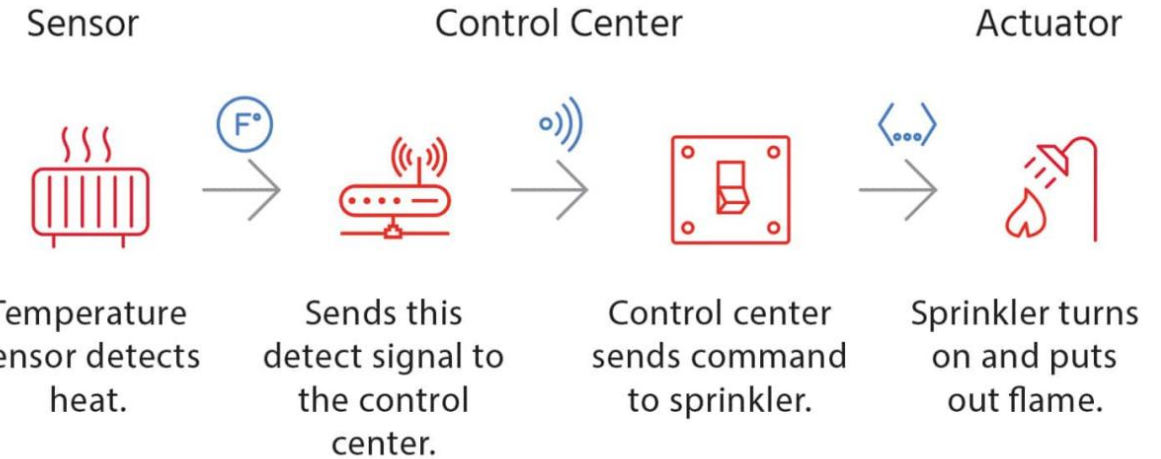 Sensor
Control Center
Actuator
F°
Temperature
ensor detects
heat.
Sends this
detect signal to
the control
center.
Control center
sends command
to sprinkler.
Sprinkler turns
on and puts
out flame.